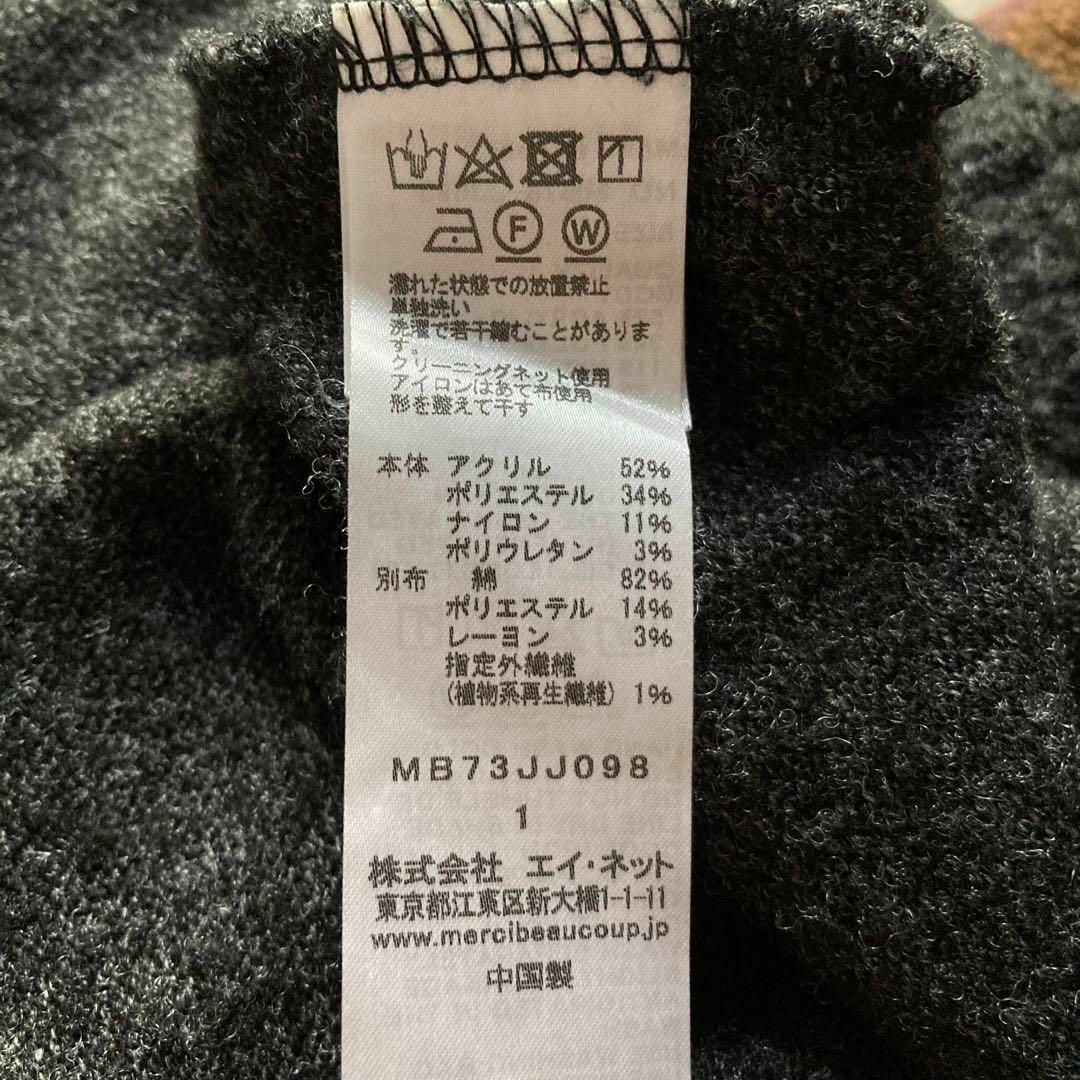 F W
濡れた状態での放置禁止
単独洗い
洗濯で若干縮むことがありま
す。
クリーニングネット使用
アイロンはあて布使用
形を整えて干す
本体 アクリル 52%
ポリエステル 34%
ナイロン 11%
ポリウレタン 3%
別布 綿 82%
ポリエステル 14%
レーヨン 3%
指定外繊維
(植物系再生繊維) 1%
MB73JJ098
1
株式会社 エイ・ネット
東京都江東区新大橋1-1-11
www.mercibeaucoup.jp
中国製